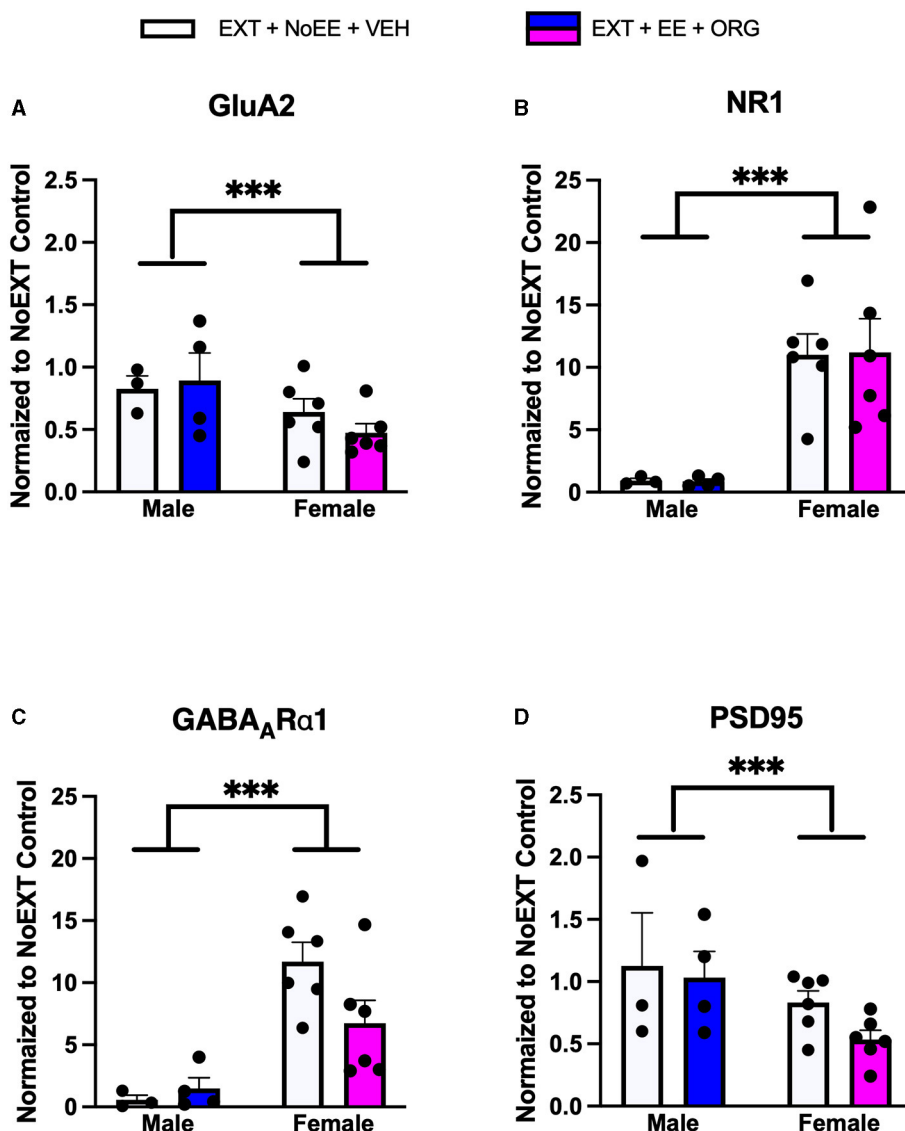 EXT + NoEE + VEH
EXT + EE + ORG
A
GluA2
Normaized to NoEXT Control
2.5
2.0
1.5
1.0
0.5
0.0
***
Male
Female
B
NR1
Normaized to NoEXT Control
25
20
15
10
5
0
***
Male
Female
C
GABA_ARα1
Normaized to NoEXT Control
25
20
15
10
5
0
***
Male
Female
D
PSD95
Normaized to NoEXT Control
2.5
2.0
1.5
1.0
0.5
0.0
***
Male
Female